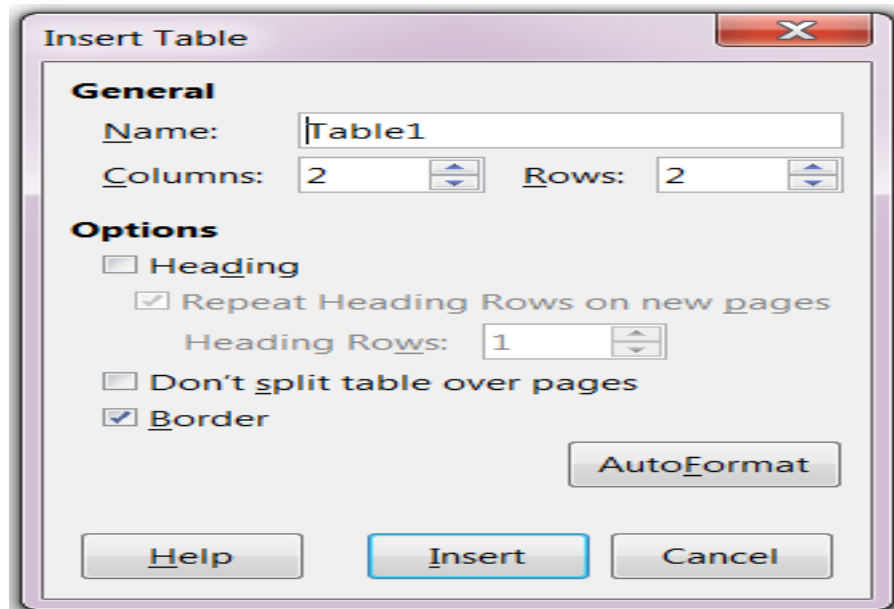 Insert Table
General
Name: Table1
Columns: 2 Rows: 2
Options
Heading
Repeat Heading Rows on new pages
Heading Rows: 1
Don't split table over pages
Border
AutoFormat
Help Insert Cancel